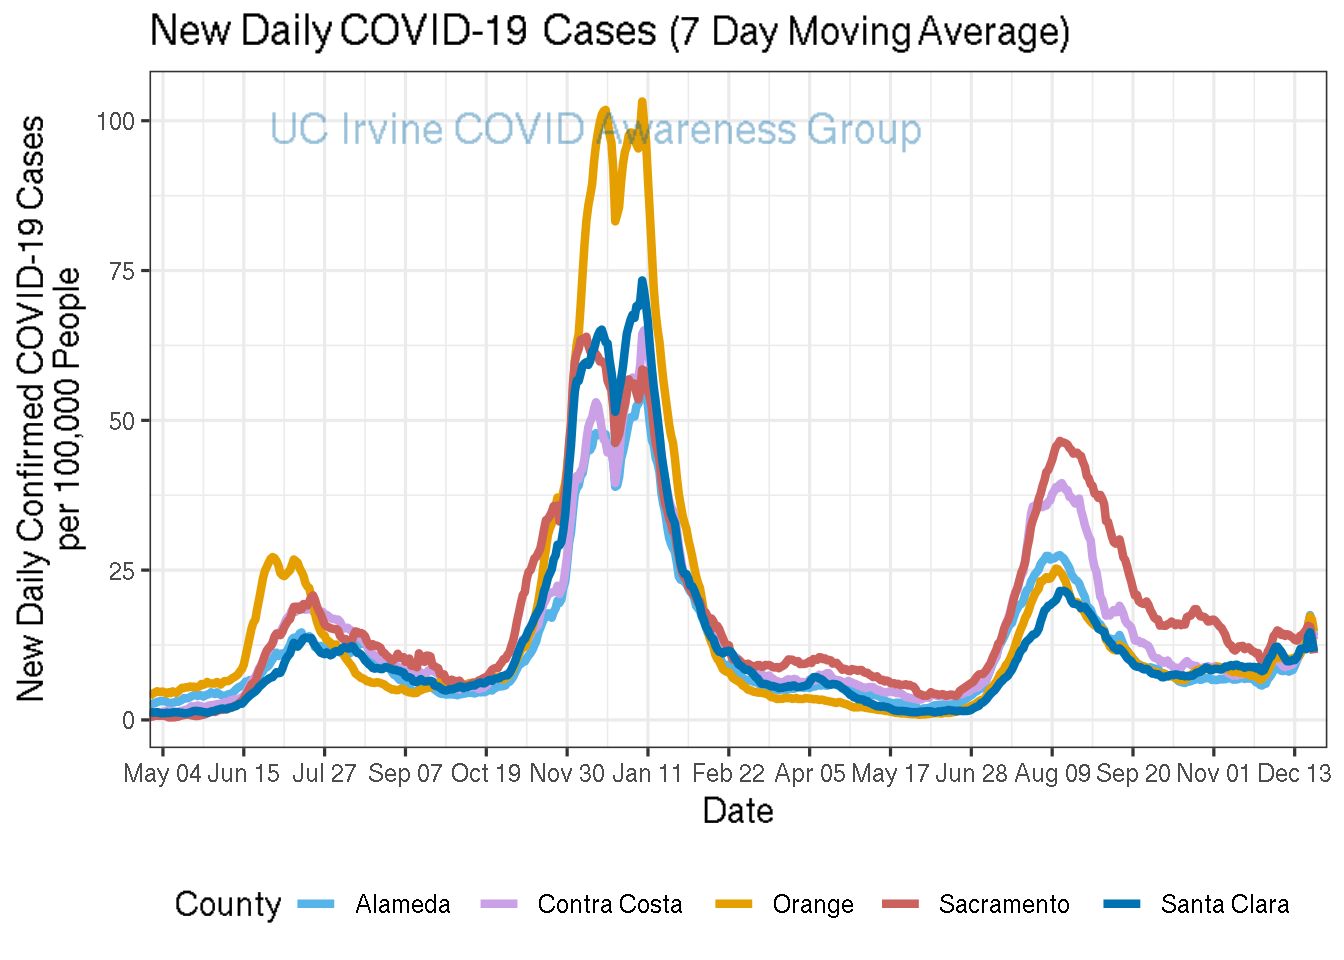 New Daily COVID-19 Cases (7 Day Moving Average)
UC Irvine COVID Awareness Group
New Daily Confirmed COVID-19 Cases
per 100,000 People
100
75
50
25
0
May 04 Jun 15 Jul 27 Sep 07 Oct 19 Nov 30 Jan 11 Feb 22 Apr 05 May 17 Jun 28 Aug 09 Sep 20 Nov 01 Dec 13
Date
County Alameda Contra Costa Orange Sacramento Santa Clara